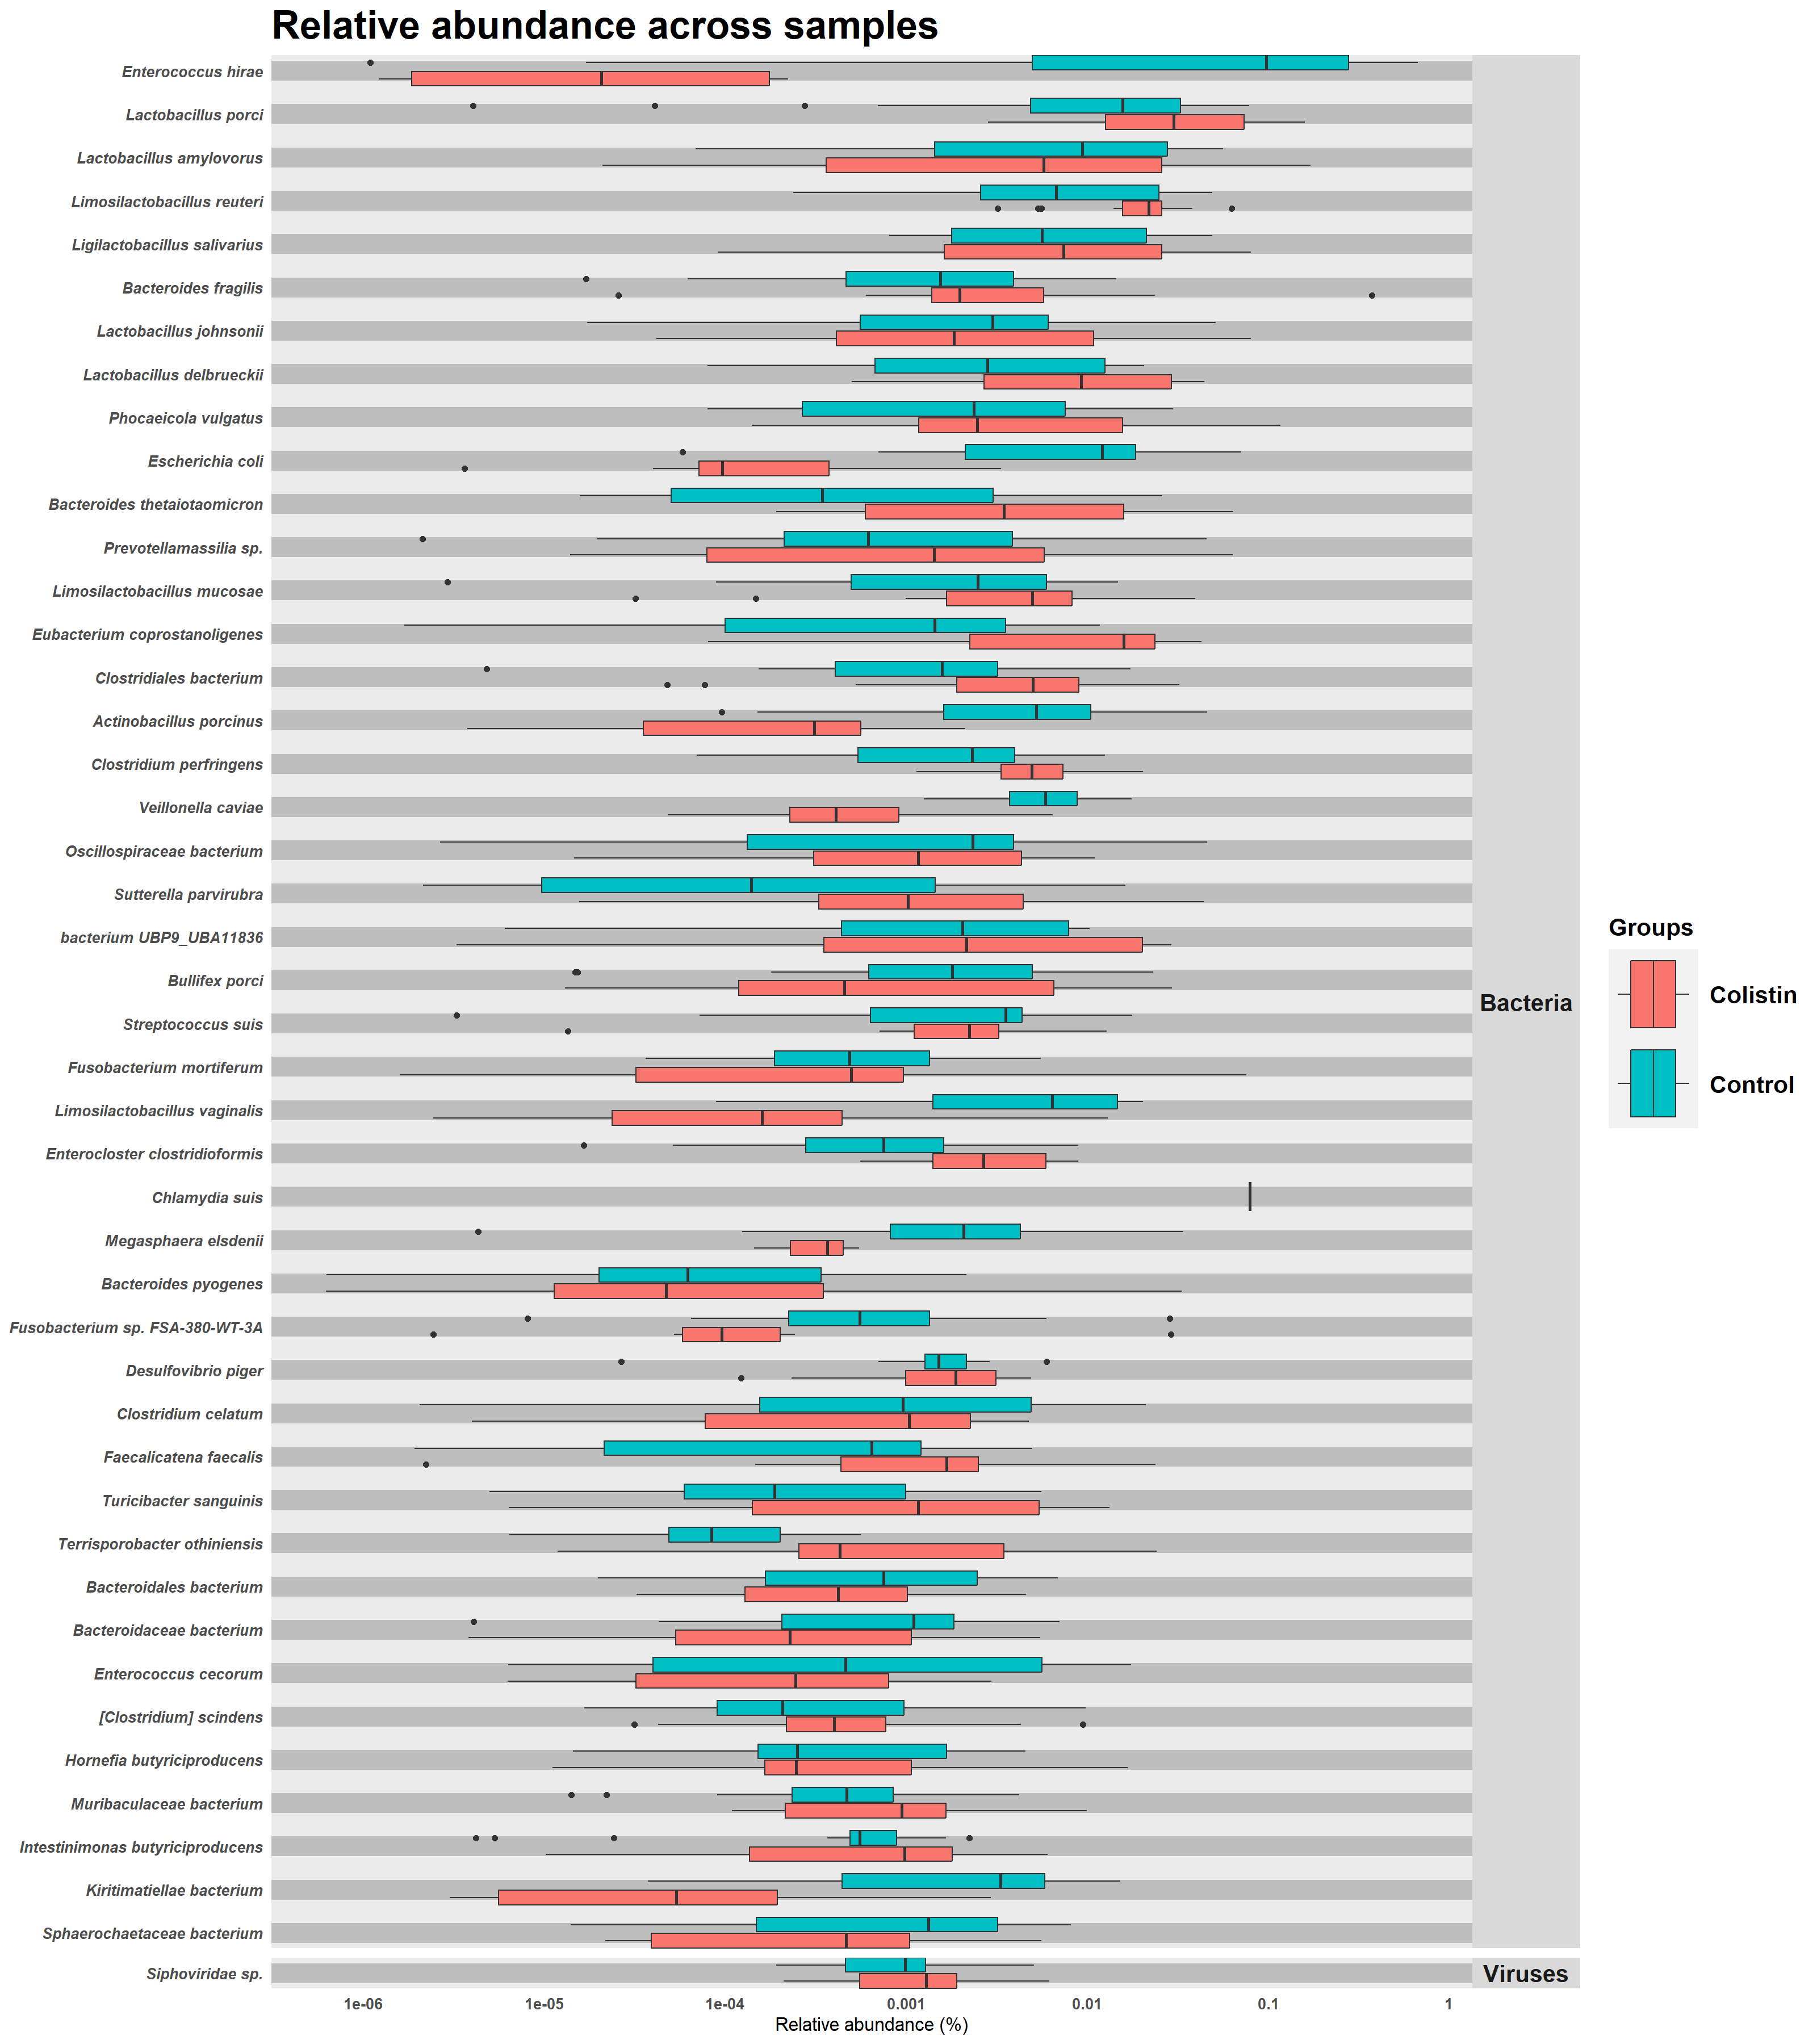 Relative abundance across samples
Enterococcus hirae
Lactobacillus porci
Lactobacillus amylovorus
Limosilactobacillus reuteri
Ligilactobacillus salivarius
Bacteroides fragilis
Lactobacillus johnsonii
Lactobacillus delbrueckii
Phocaeicola vulgatus
Escherichia coli
Bacteroides thetaiotaomicron
Prevotellamassilia sp.
Limosilactobacillus mucosae
Eubacterium coprostanoligenes
Clostridiales bacterium
Actinobacillus porcinus
Clostridium perfringens
Veillonella caviae
Oscillospiraceae bacterium
Sutterella parvirubra
bacterium UBP9_UBA11836
Bullifex porci
Streptococcus suis
Fusobacterium mortiferum
Limosilactobacillus vaginalis
Enterocloster clostridioformis
Chlamydia suis
Megasphaera elsdenii
Bacteroides pyogenes
Fusobacterium sp. FSA-380-WT-3A
Desulfovibrio piger
Clostridium celatum
Faecalicatena faecalis
Turicibacter sanguinis
Terrisporobacter othiniensis
Bacteroidales bacterium
Bacteroidaceae bacterium
Enterococcus cecorum
[Clostridium] scindens
Hornefia butyriciproducens
Muribaculaceae bacterium
Intestinimonas butyriciproducens
Kiritimatiellae bacterium
Sphaerochaetaceae bacterium
Siphoviridae sp.
Bacteria
Viruses
1e-06 1e-05 1e-04 0.001 0.01 0.1 1
Relative abundance (%)
Groups
Colistin
Control